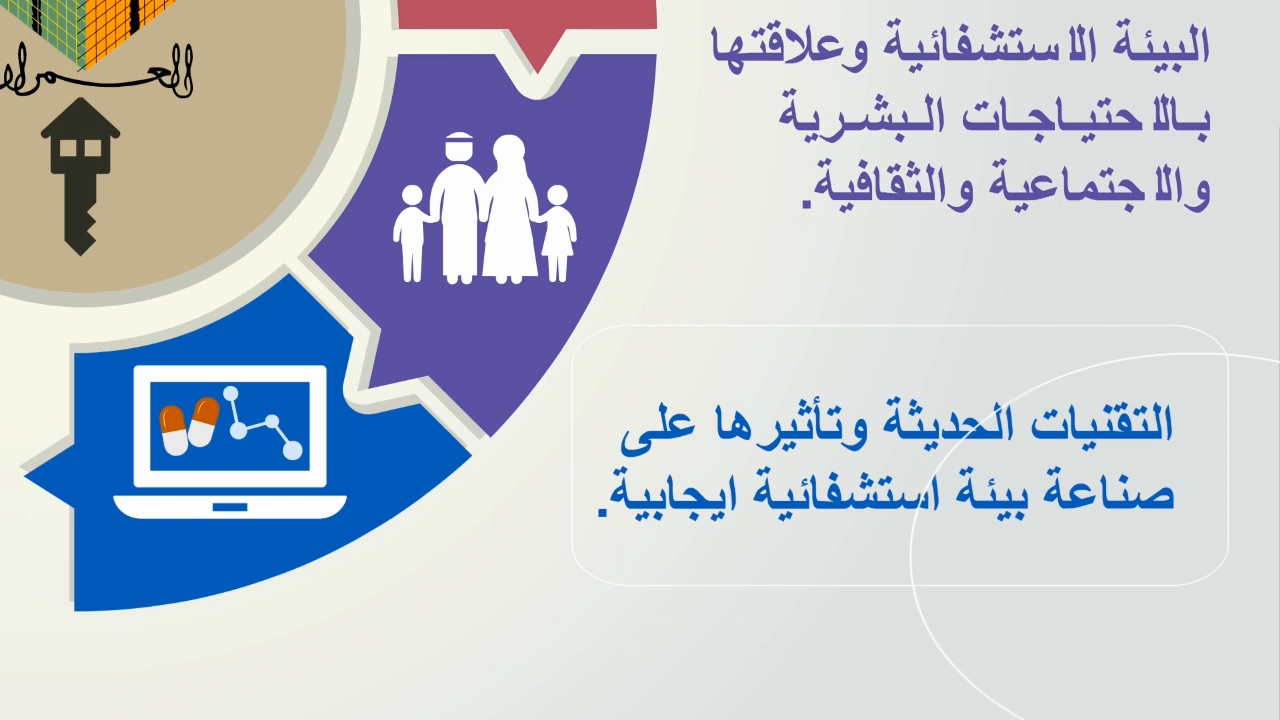 البيئة الاستشفائية وعلاقتها
بالاحتياجات البشرية
والاجتماعية والثقافية.
التقنيات الحديثة وتأثيرها على
صناعة بيئة استشفائية ايجابية.